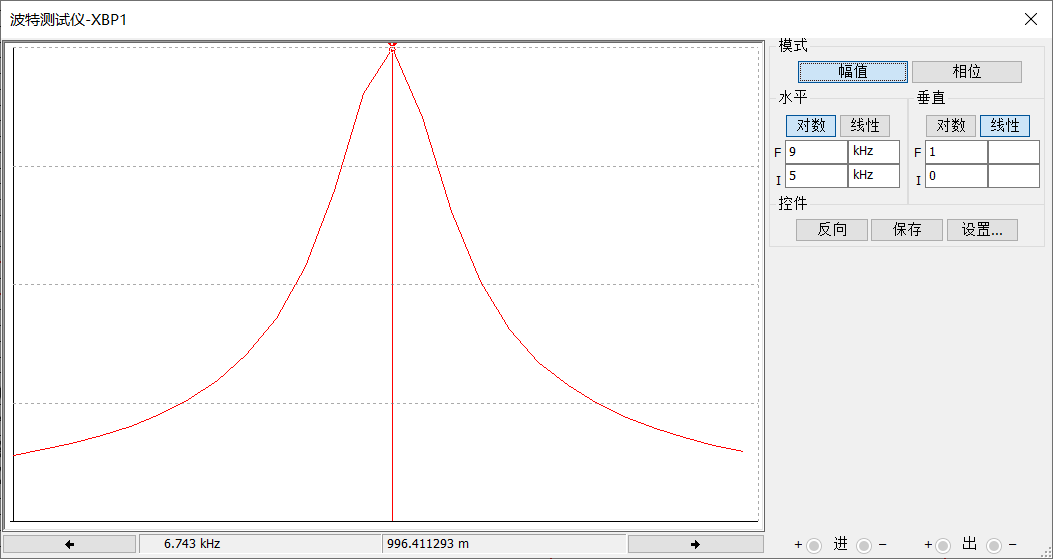 波特测试仪-XBP1
模式
幅值 相位
水平 垂直
对数 线性 对数 线性
F 9 kHz F 1
I 5 kHz I 0
控件
反向 保存 设置...
6.743 kHz 996.411293 m + 进 − + 出 −